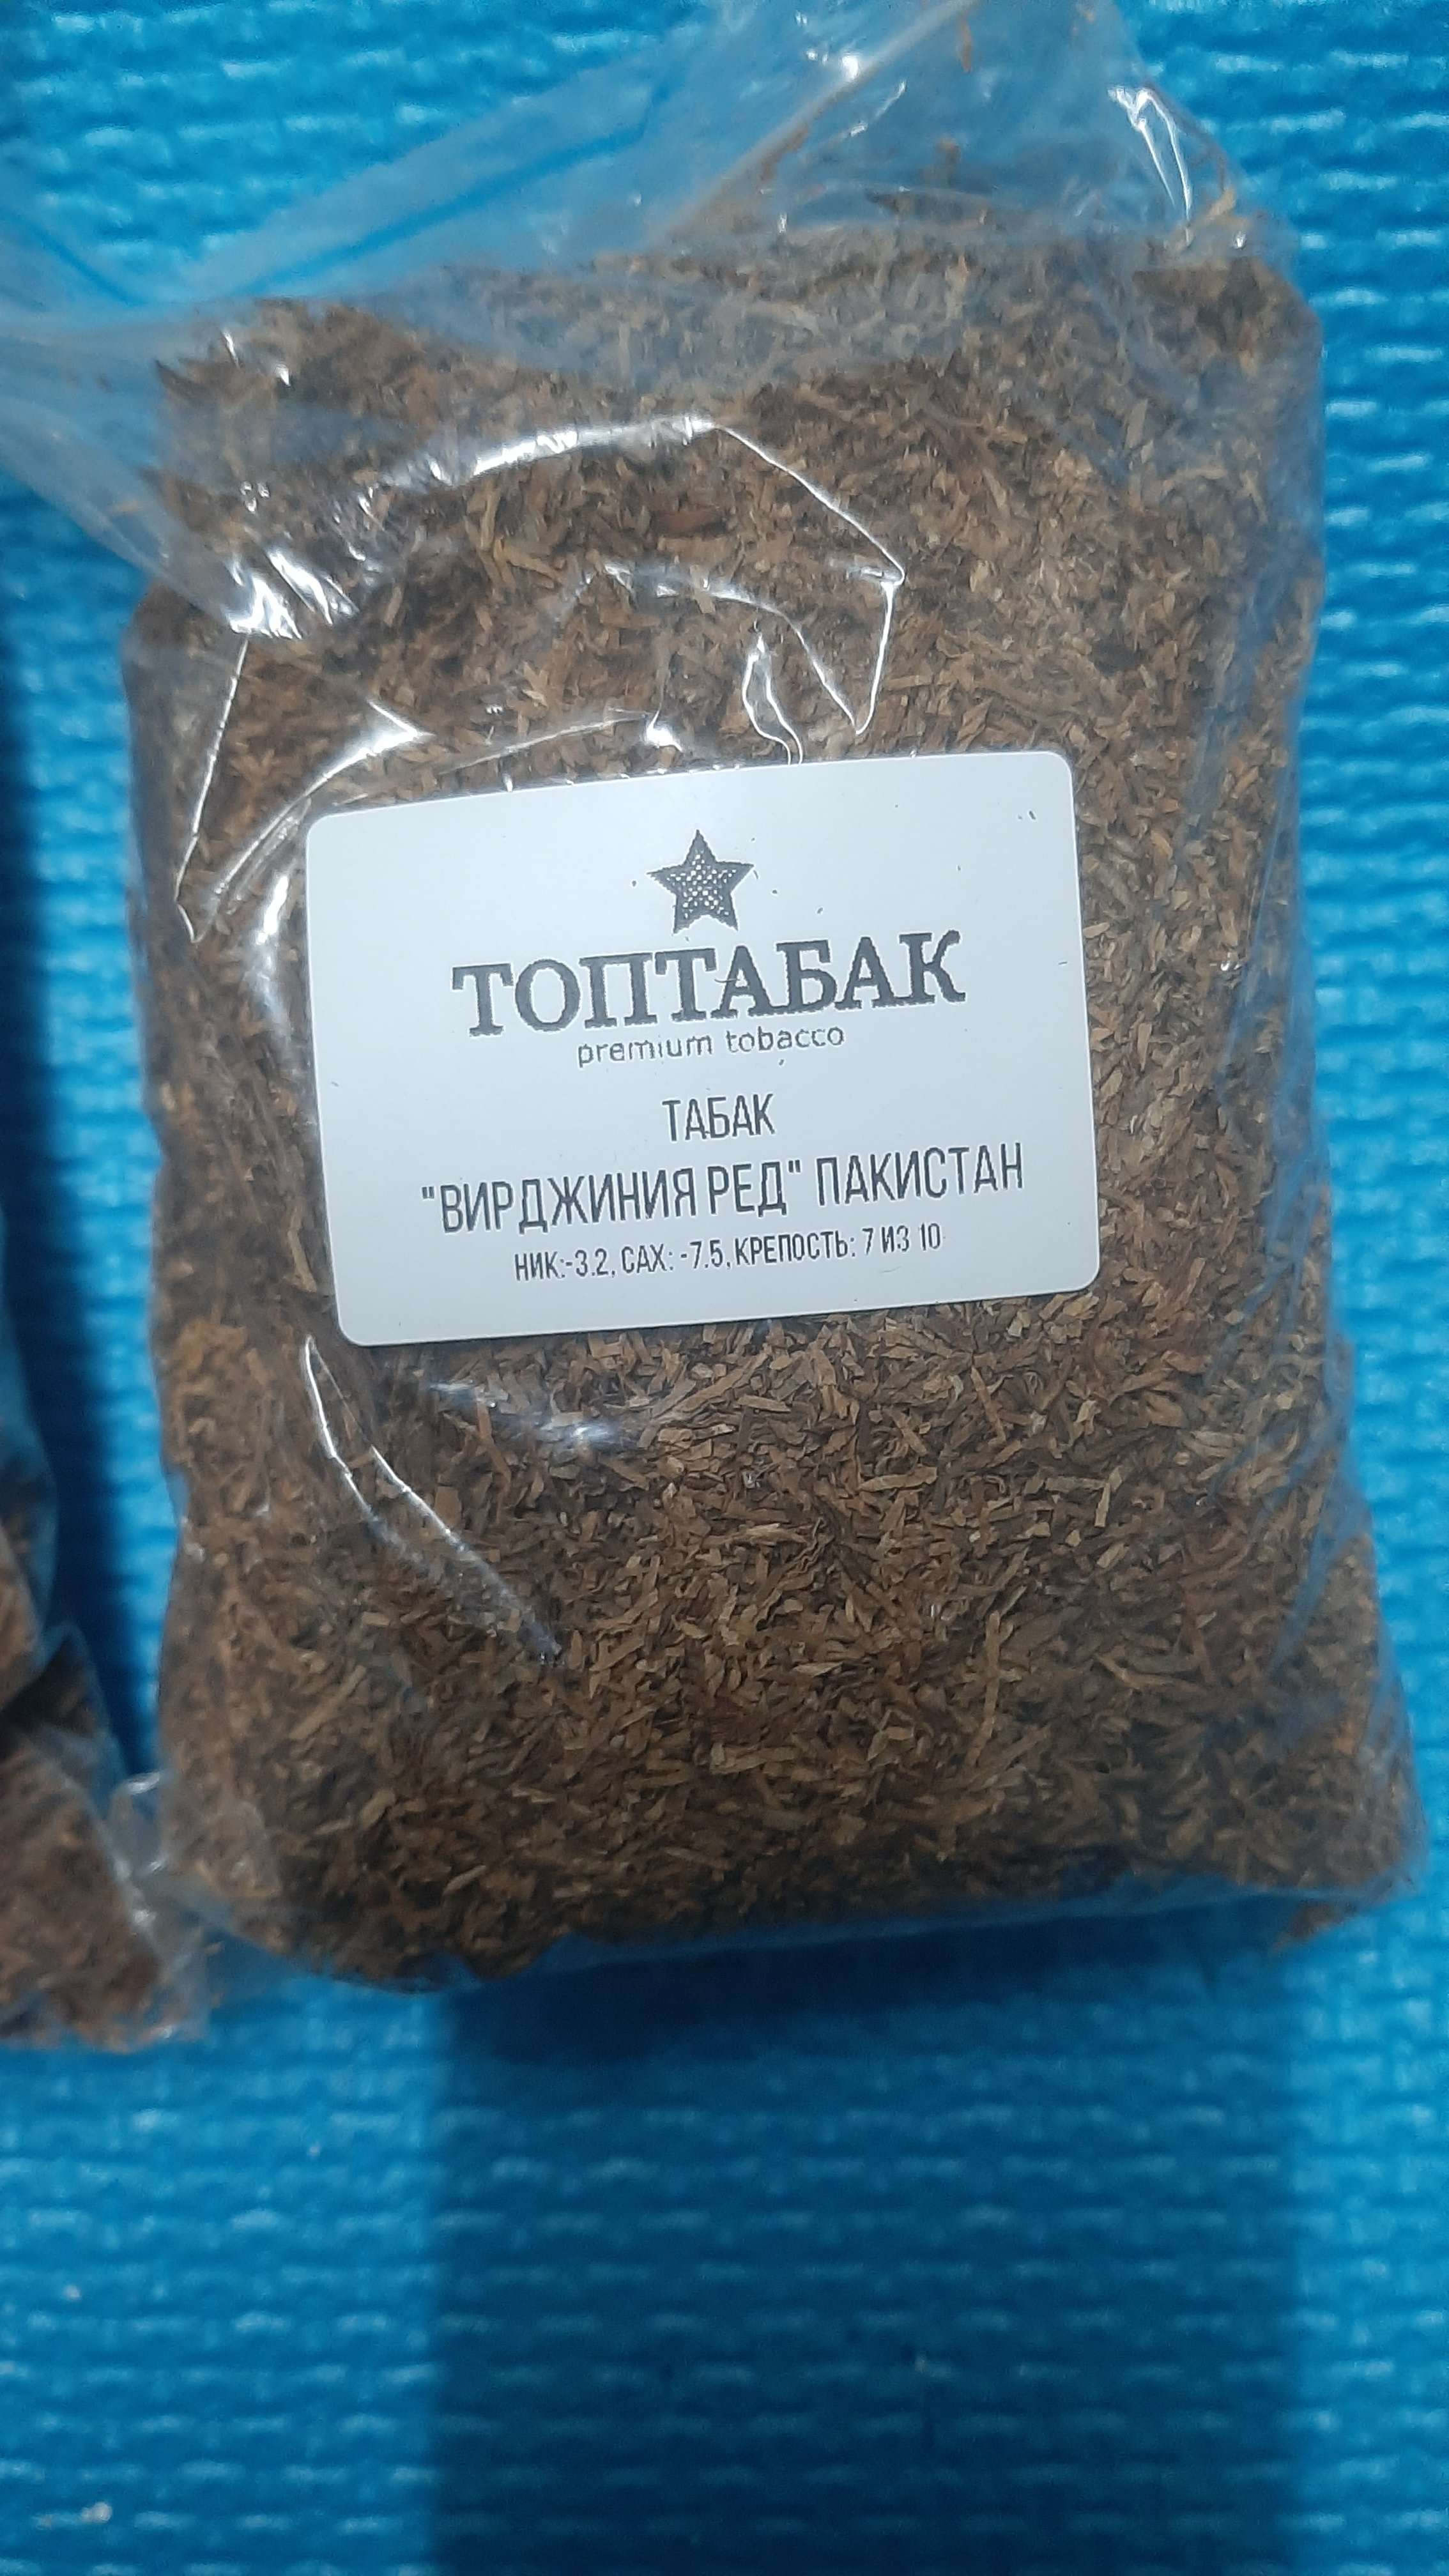 ТОПТАБАК
premium tobacco
ТАБАК
"ВИРДЖИНИЯ РЕД" ПАКИСТАН
НИК:-3.2, САХ: -7.5, КРЕПОСТЬ: 7 ИЗ 10